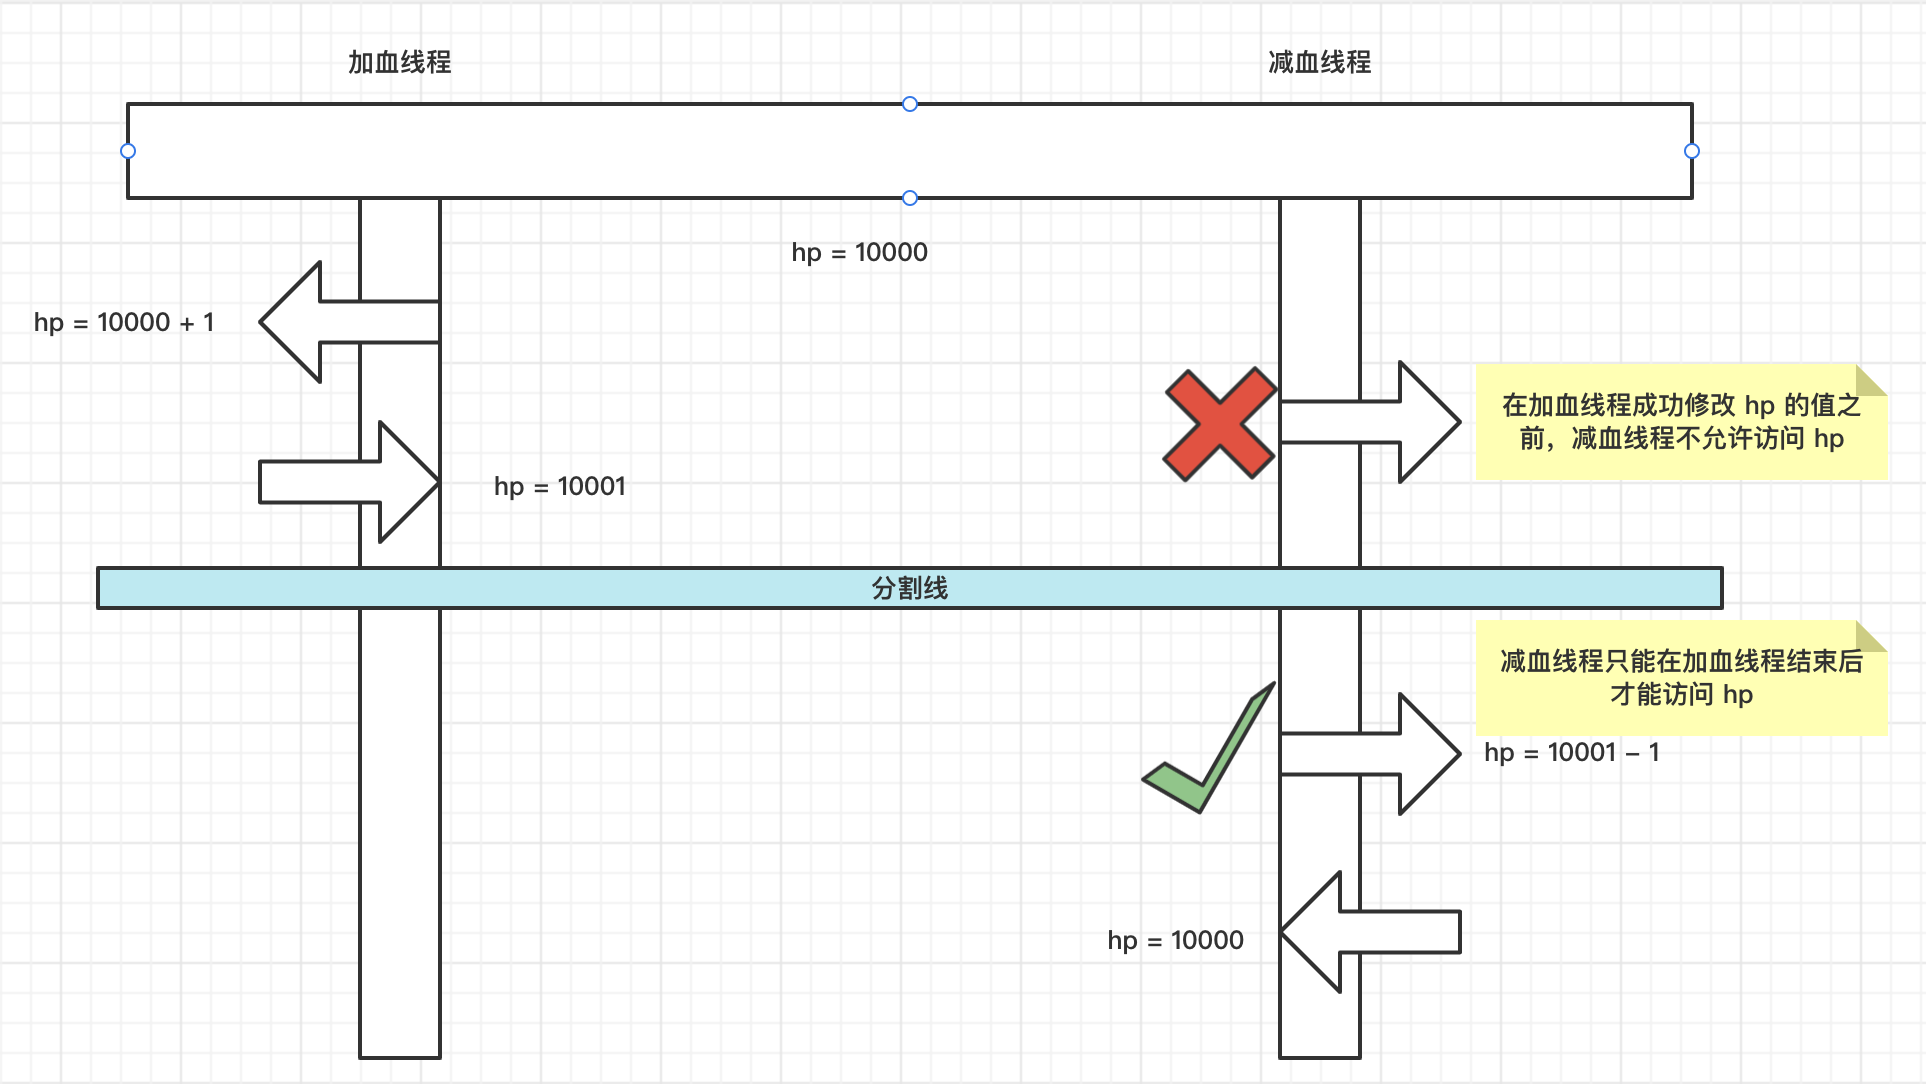 加血线程
减血线程
hp = 10000
hp = 10000 + 1
在加血线程成功修改 hp 的值之
前，减血线程不允许访问 hp
hp = 10001
分割线
减血线程只能在加血线程结束后
才能访问 hp
hp = 10001 – 1
hp = 10000